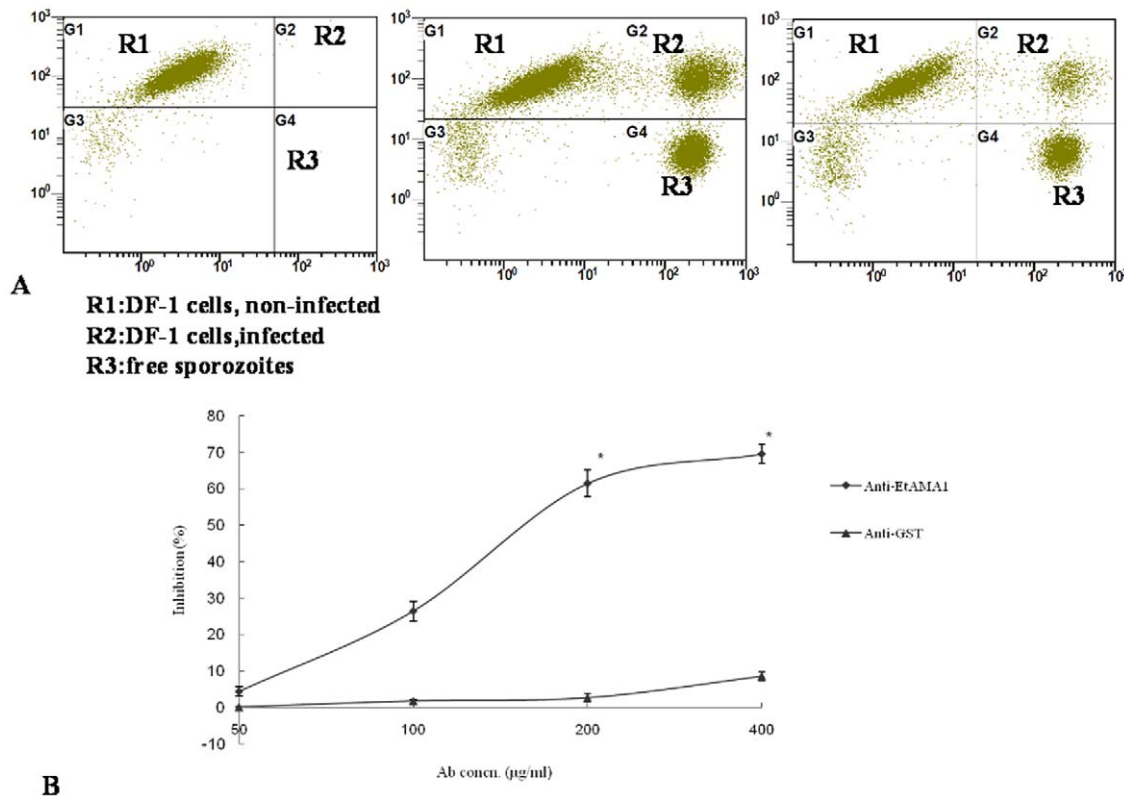 10³ G1 R1 G2 R2
10²
10¹ G3 G4
R3
10⁰
10⁰ 10¹ 10² 10³
10³ G1 R1 G2 R2
10²
10¹ G3 G4
10⁰ R3
10⁰ 10¹ 10² 10³
10³ G1 R1 G2 R2
10²
10¹ G3 G4
10⁰ R3
10⁰ 10¹ 10² 10³
A
R1:DF-1 cells, non-infected
R2:DF-1 cells,infected
R3:free sporozoites
80
70
60
50
40
30
20
10
0
-10
Inhibition (%)
* *
50 100 200 400
Ab concn. (μg/ml)
Anti-EtAMA1
Anti-GST
B